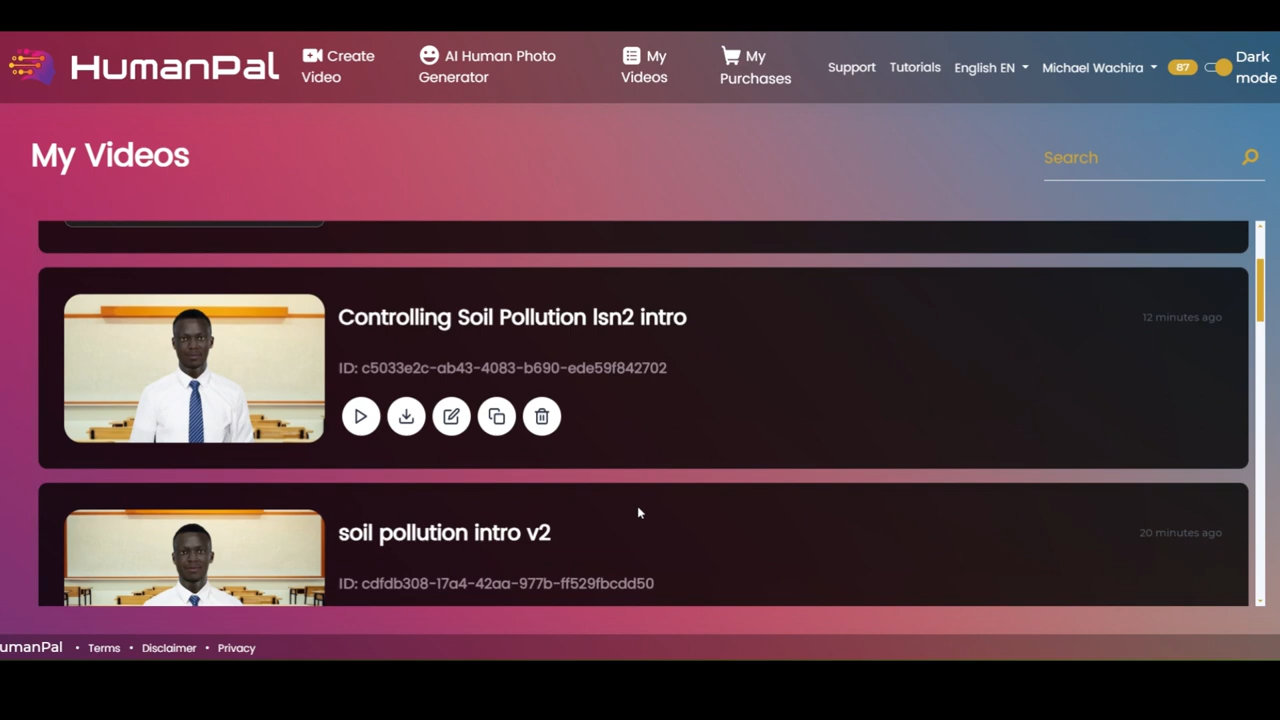 HumanPal
Create
Video
AI Human Photo
Generator
My
Videos
My
Purchases
Support
Tutorials
English EN
Michael Wachira
87
Dark
mode
My Videos
Search
Controlling Soil Pollution lsn2 intro
12 minutes ago
ID: c5033e2c-ab43-4083-b690-ede59f842702
soil pollution intro v2
20 minutes ago
ID: cdfdb308-17a4-42aa-977b-ff529fbcdd50
umanPal • Terms • Disclaimer • Privacy